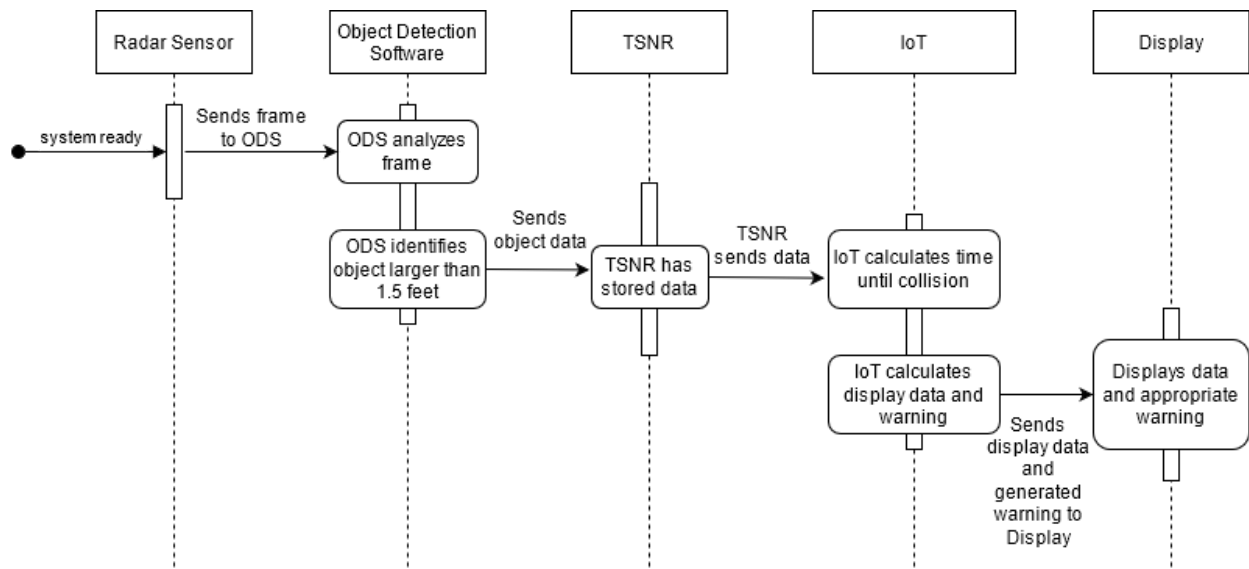 Radar Sensor
Object Detection
Software
TSNR
IoT
Display
system ready
Sends frame
to ODS
ODS analyzes
frame
ODS identifies
object larger than
1.5 feet
Sends
object data
TSNR has
stored data
TSNR
sends data
IoT calculates time
until collision
IoT calculates
display data and
warning
Sends
display data
and
generated
warning to
Display
Displays data
and appropriate
warning